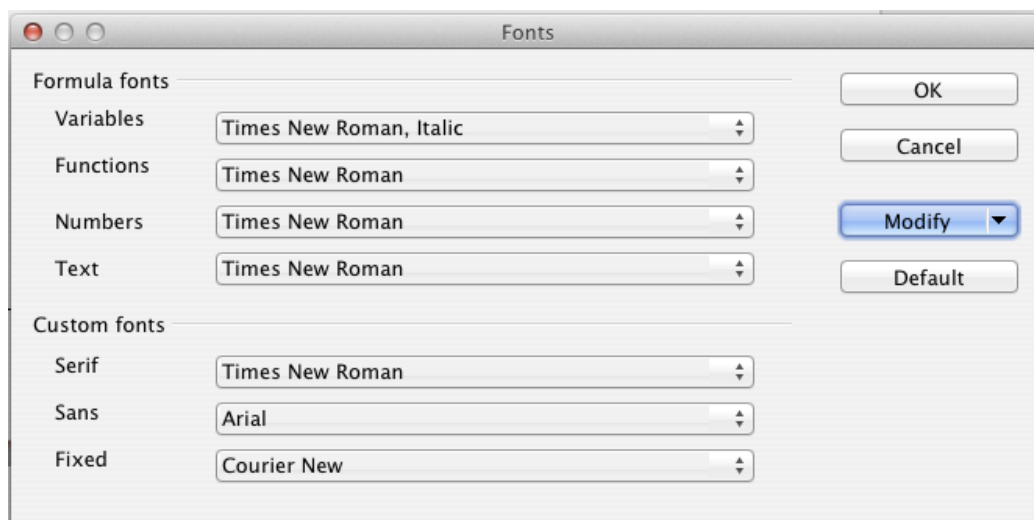 Fonts
Formula fonts
OK
Variables
Times New Roman, Italic
Cancel
Functions
Times New Roman
Numbers
Times New Roman
Modify
Text
Times New Roman
Default
Custom fonts
Serif
Times New Roman
Sans
Arial
Fixed
Courier New